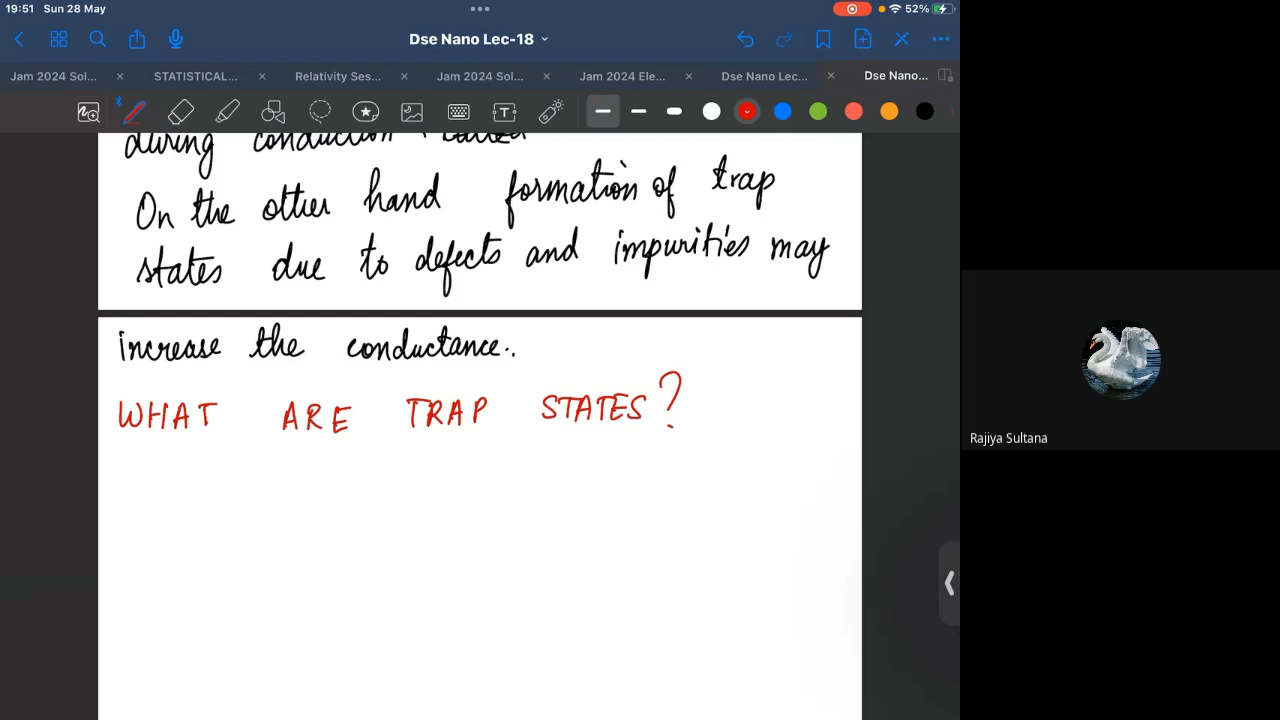 19:51 Sun 28 May
52%
Dse Nano Lec-18
Jam 2024 Sol...
STATISTICAL...
Relativity Ses...
Jam 2024 Sol...
Jam 2024 Ele...
Dse Nano Lec...
Dse Nano...
during conduction
On the other hand formation of trap
states due to defects and impurities may
increase the conductance..
WHAT ARE TRAP STATES?
Rajiya Sultana